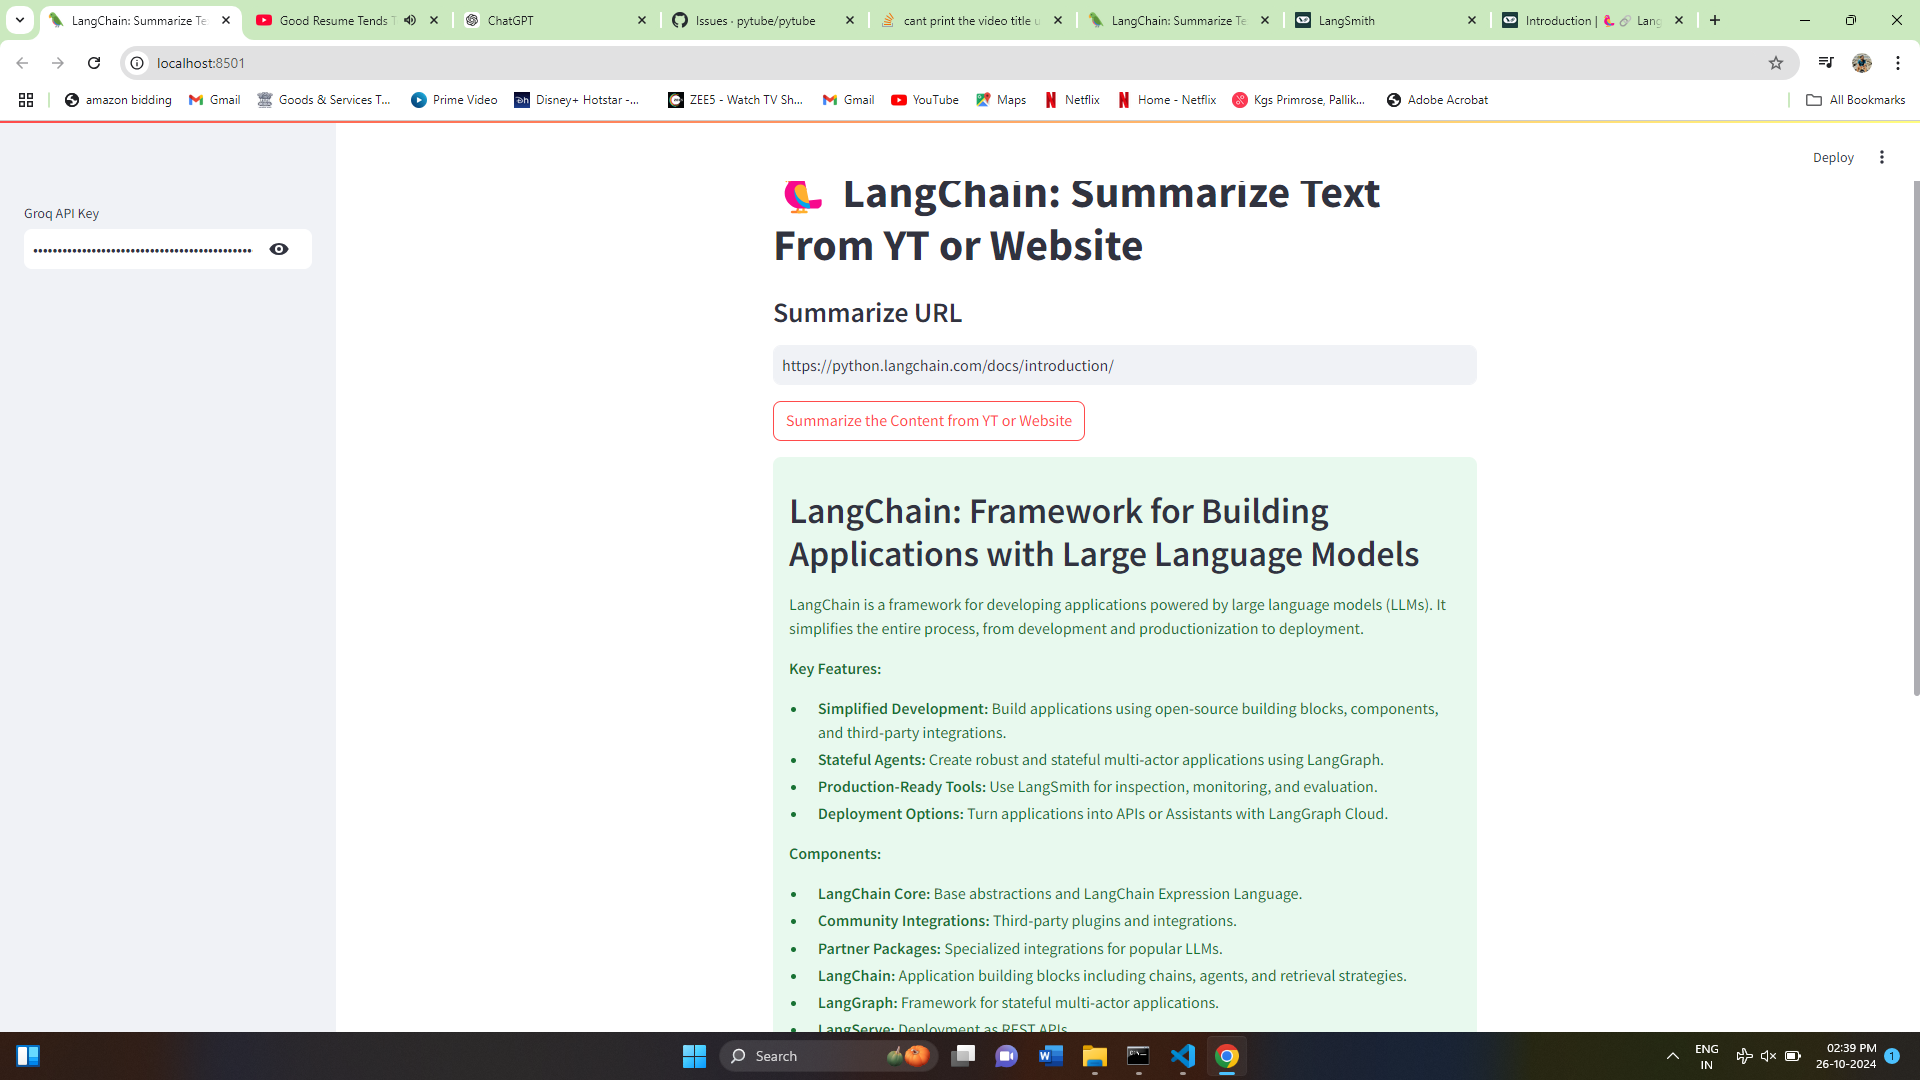 LangChain: Summarize Te
Good Resume Tends T
ChatGPT
Issues · pytube/pytube
cant print the video title u
LangChain: Summarize Te
LangSmith
Introduction | 🦜️🔗 Lang
localhost:8501
amazon bidding
Gmail
Goods & Services T...
Prime Video
Disney+ Hotstar -...
ZEE5 - Watch TV Sh...
Gmail
YouTube
Maps
Netflix
Home - Netflix
Kgs Primrose, Pallik...
Adobe Acrobat
All Bookmarks
Deploy
Groq API Key
🦜 LangChain: Summarize Text
From YT or Website
Summarize URL
https://python.langchain.com/docs/introduction/
Summarize the Content from YT or Website
LangChain: Framework for Building
Applications with Large Language Models
LangChain is a framework for developing applications powered by large language models (LLMs). It
simplifies the entire process, from development and productionization to deployment.
Key Features:
• Simplified Development: Build applications using open-source building blocks, components,
and third-party integrations.
• Stateful Agents: Create robust and stateful multi-actor applications using LangGraph.
• Production-Ready Tools: Use LangSmith for inspection, monitoring, and evaluation.
• Deployment Options: Turn applications into APIs or Assistants with LangGraph Cloud.
Components:
• LangChain Core: Base abstractions and LangChain Expression Language.
• Community Integrations: Third-party plugins and integrations.
• Partner Packages: Specialized integrations for popular LLMs.
• LangChain: Application building blocks including chains, agents, and retrieval strategies.
• LangGraph: Framework for stateful multi-actor applications.
• LangServe: Deployment as REST APIs.
Search
ENG
IN
02:39 PM
26-10-2024
1